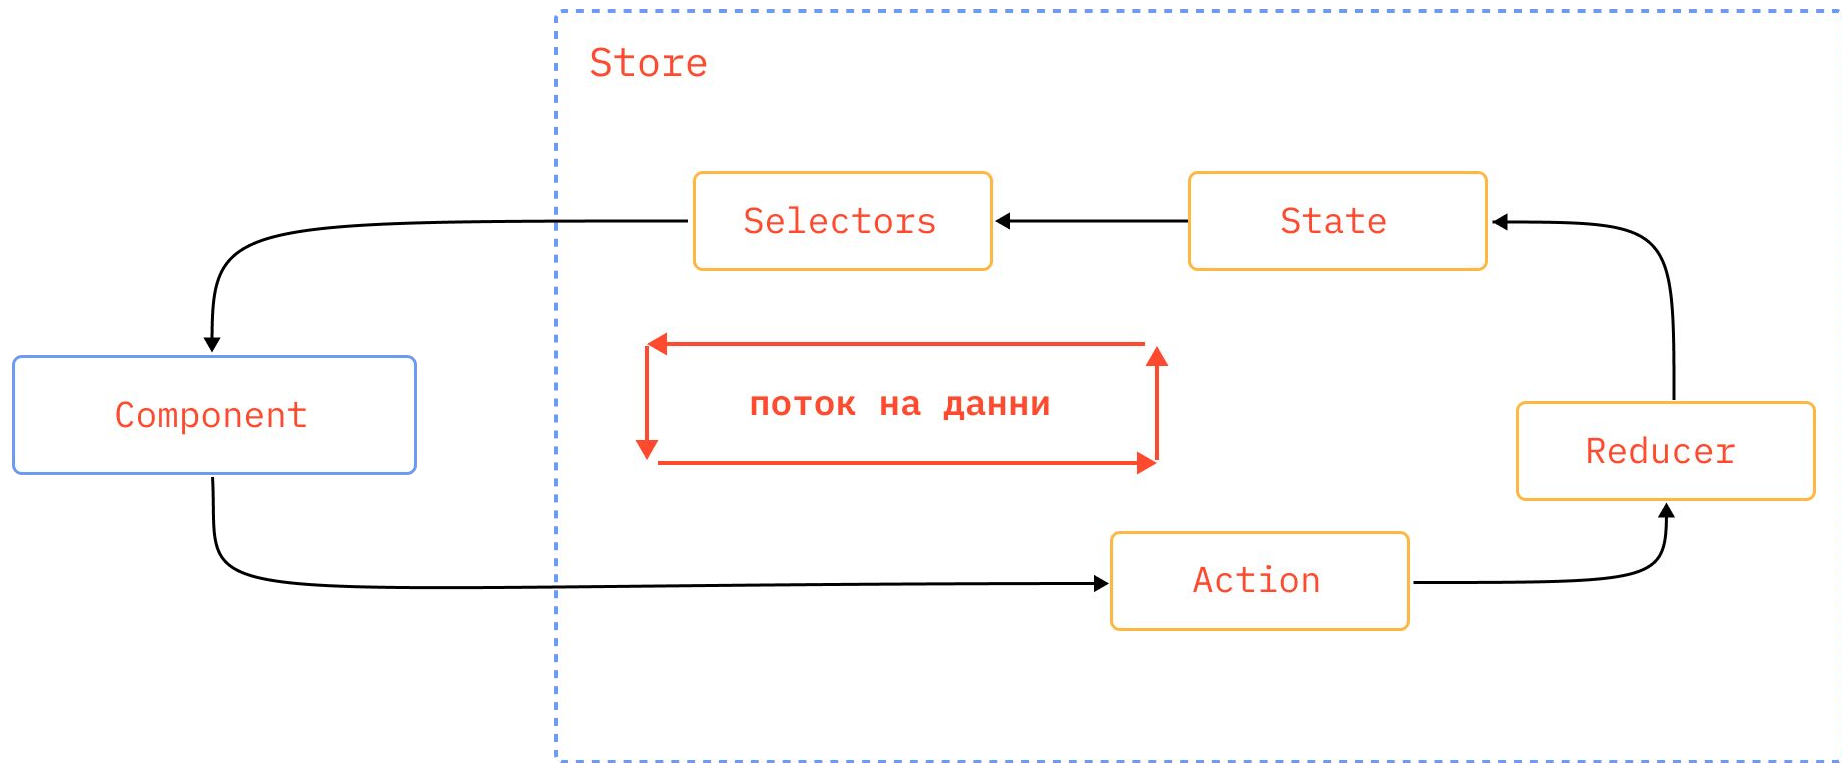 Store
Selectors
State
Component
поток на данни
Reducer
Action